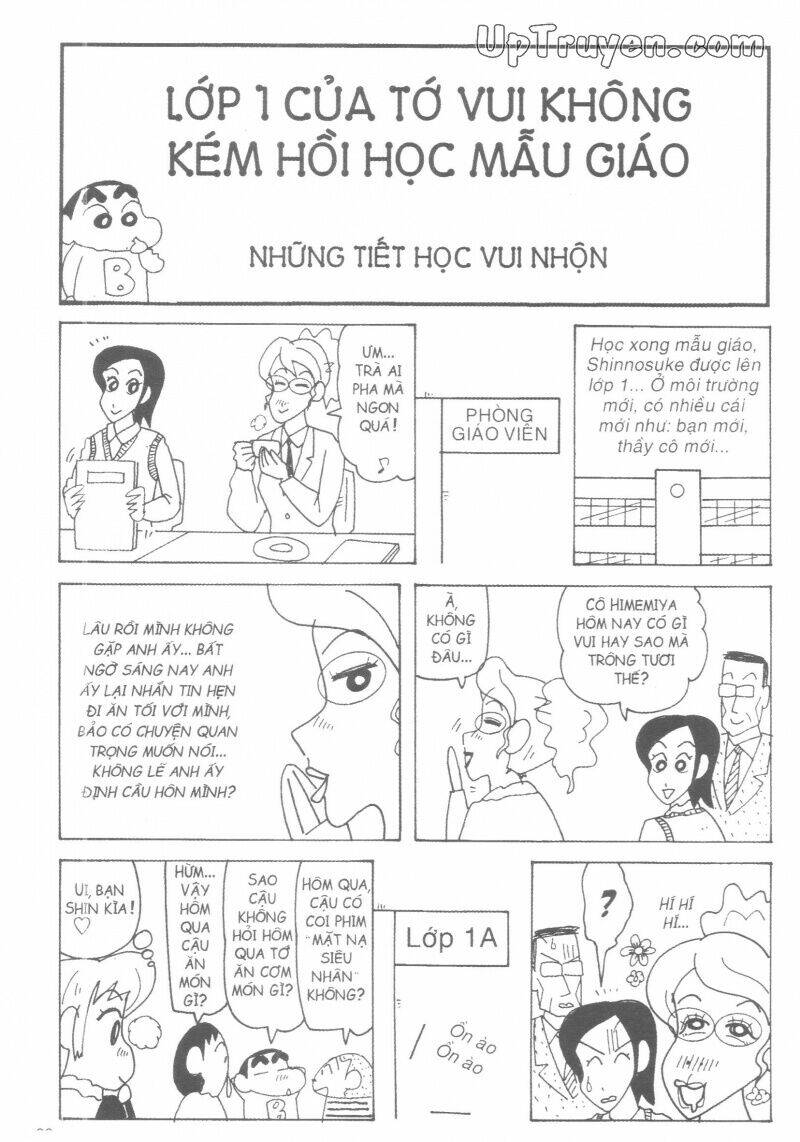 UpTruyen.com
LỚP 1 CỦA TỚ VUI KHÔNG
KÉM HỒI HỌC MẪU GIÁO
B
NHỮNG TIẾT HỌC VUI NHỘN
Học xong mẫu giáo,
Shinnosuke được lên
lớp 1... Ở môi trường
mới, có nhiều cái
mới như: bạn mới,
thầy cô mới...
PHÒNG
GIÁO VIÊN
ƯM...
TRÀ AI
PHA MÀ
NGON
QUÁ!
CÔ HIMEMIYA
HÔM NAY CÓ GÌ
VUI HAY SAO MÀ
TRÔNG TƯƠI
THẾ?
À,
KHÔNG
CÓ GÌ
ĐÂU...
LÂU RỒI MÌNH KHÔNG
GẶP ANH ẤY... BẤT
NGỜ SÁNG NAY ANH
ẤY LẠI NHẮN TIN HẸN
ĐI ĂN TỐI VỚI MÌNH,
BẢO CÓ CHUYỆN QUAN
TRỌNG MUỐN NÓI...
KHÔNG LẼ ANH ẤY
ĐỊNH CẦU HÔN MÌNH?
HÍ HÍ
HÍ...
?
Lớp 1A
Ồn ào
Ồn ào
HÔM QUA,
CẬU CÓ
COI PHIM
"MẶT NẠ
SIÊU
NHÂN"
KHÔNG?
SAO
CẬU
KHÔNG
HỎI HÔM
QUA TỚ
ĂN CƠM
MÓN GÌ?
HỪM...
VẬY
HÔM
QUA
CẬU
ĂN
MÓN
GÌ?
UI, BẠN
SHIN KÌA!
B